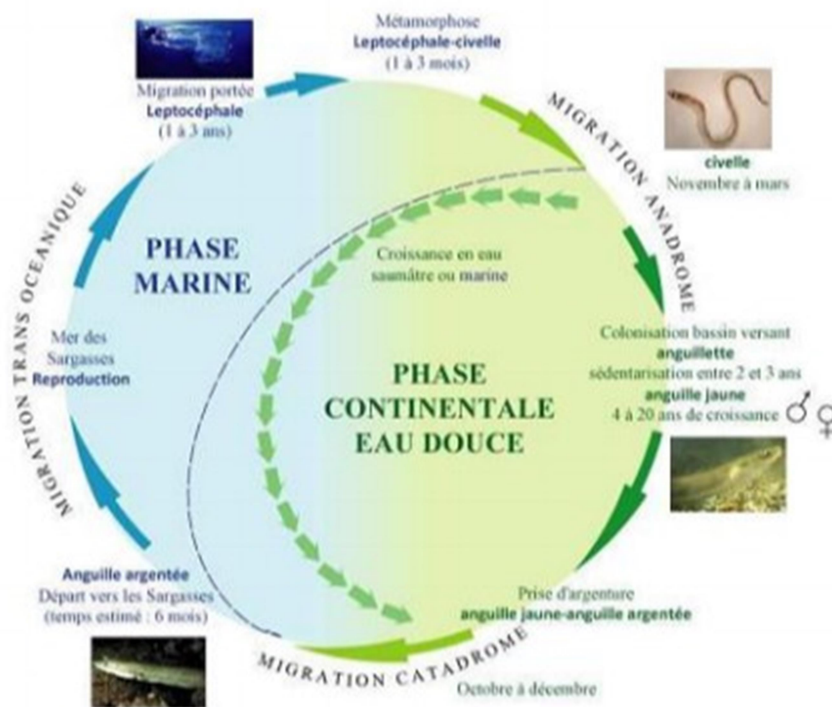 Métamorphose
Leptocéphale-civelle
(1 à 3 mois)
Migration portée
Leptocéphale
(1 à 3 ans)
MIGRATION ANADROME
civelle
Novembre à mars
MIGRATION TRANS OCEANIQUE
PHASE
MARINE
Croissance en eau
saumâtre ou marine
Mer des
Sargasses
Reproduction
Colonisation bassin versant
anguillette
sédentarisation entre 2 et 3 ans
anguille jaune
4 à 20 ans de croissance ♂ ♀
PHASE
CONTINENTALE
EAU DOUCE
Anguille argentée
Départ vers les Sargasses
(temps estimé : 6 mois)
Prise d'argenture
anguille jaune-anguille argentée
MIGRATION CATADROME
Octobre à décembre